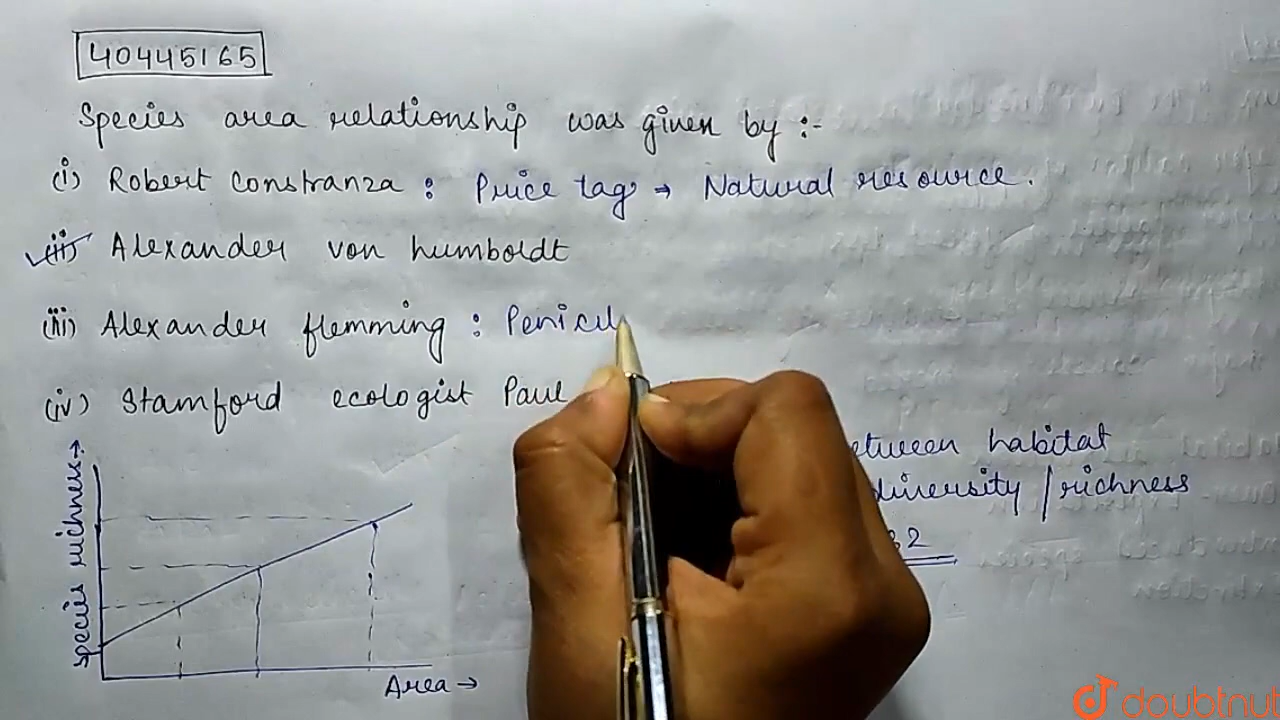 40445165
Species area relationship was given by :-
(i) Robert Constranza : Price tag → Natural resource.
(ii) Alexander von humboldt
(iii) Alexander flemming : Penicil
(iv) Stamford ecologist Paul
habitat
diversity / richness
Species richness →
Area →
doubtnut